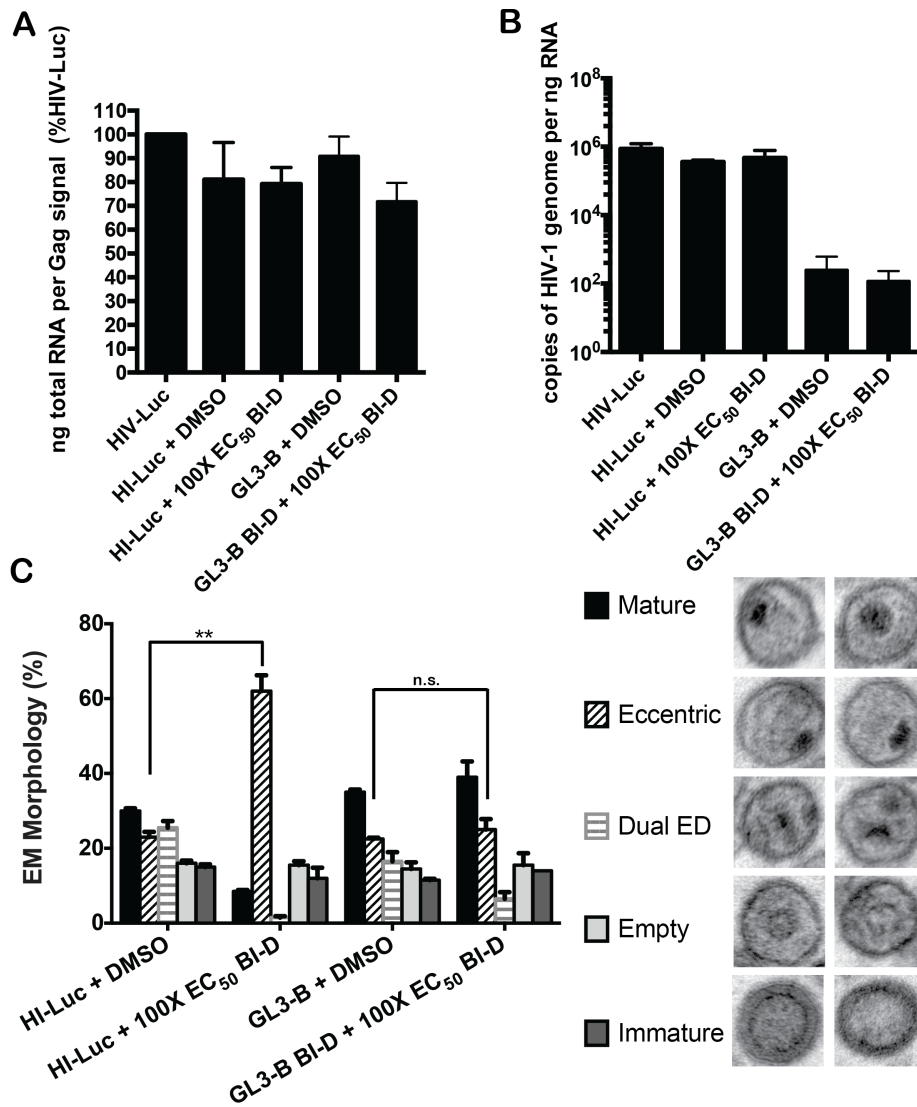 A
ng total RNA per Gag signal (%HIV-Luc)
110
100
90
80
70
60
50
40
30
20
10
0
HIV-Luc
HI-Luc + DMSO
HI-Luc + 100X EC50 BI-D
GL3-B + DMSO
GL3-B BI-D + 100X EC50 BI-D
B
copies of HIV-1 genome per ng RNA
10^8
10^6
10^4
10^2
10^0
HIV-Luc
HI-Luc + DMSO
HI-Luc + 100X EC50 BI-D
GL3-B + DMSO
GL3-B BI-D + 100X EC50 BI-D
C
EM Morphology (%)
80
60
40
20
0
**
n.s.
HI-Luc + DMSO
HI-Luc + 100X EC50 BI-D
GL3-B + DMSO
GL3-B BI-D + 100X EC50 BI-D
Mature
Eccentric
Dual ED
Empty
Immature